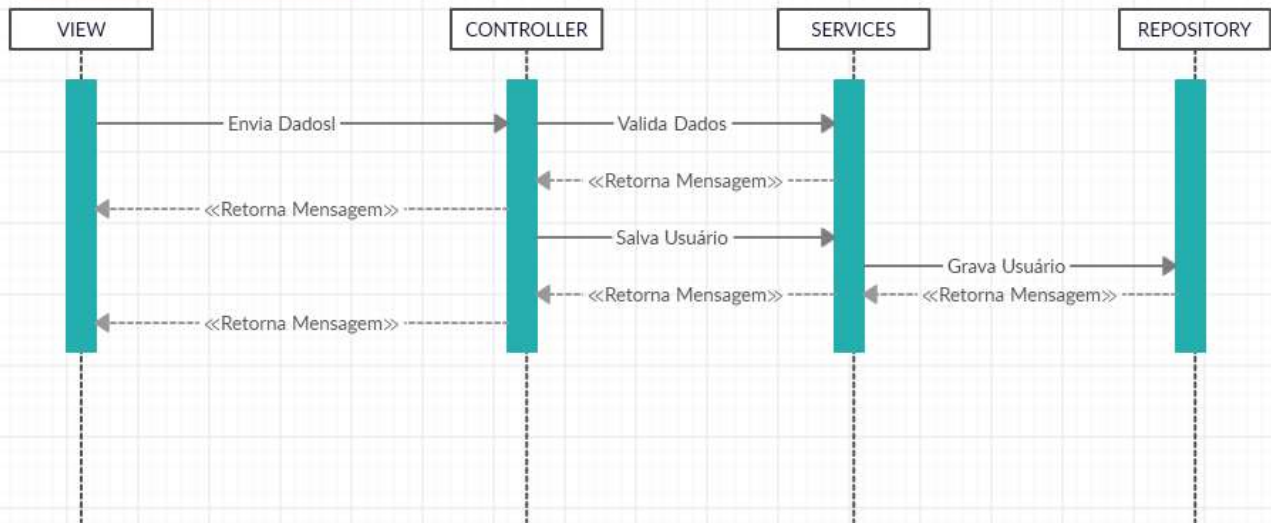 VIEW
CONTROLLER
SERVICES
REPOSITORY
Envia Dadosl
Valida Dados
≪Retorna Mensagem≫
≪Retorna Mensagem≫
Salva Usuário
Grava Usuário
≪Retorna Mensagem≫
≪Retorna Mensagem≫
≪Retorna Mensagem≫